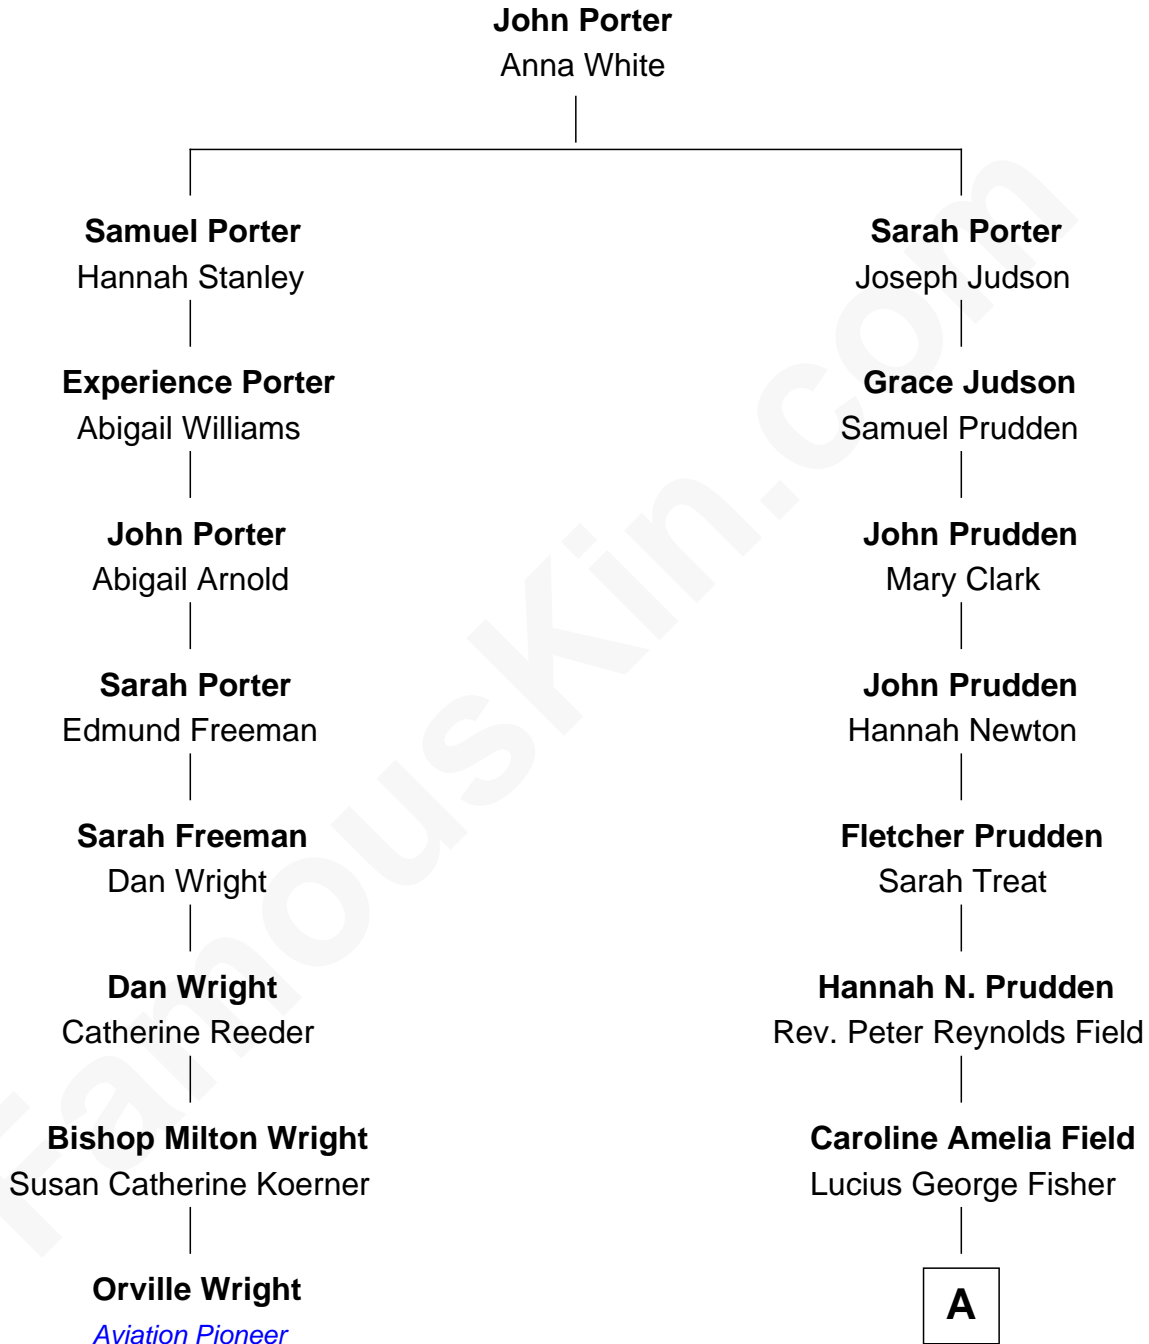 John Porter
Anna White
Samuel Porter
Hannah Stanley
Sarah Porter
Joseph Judson
Experience Porter
Abigail Williams
Grace Judson
Samuel Prudden
John Porter
Abigail Arnold
John Prudden
Mary Clark
Sarah Porter
Edmund Freeman
John Prudden
Hannah Newton
Sarah Freeman
Dan Wright
Fletcher Prudden
Sarah Treat
Dan Wright
Catherine Reeder
Hannah N. Prudden
Rev. Peter Reynolds Field
Bishop Milton Wright
Susan Catherine Koerner
Caroline Amelia Field
Lucius George Fisher
Orville Wright
Aviation Pioneer
A
FamousKin.com